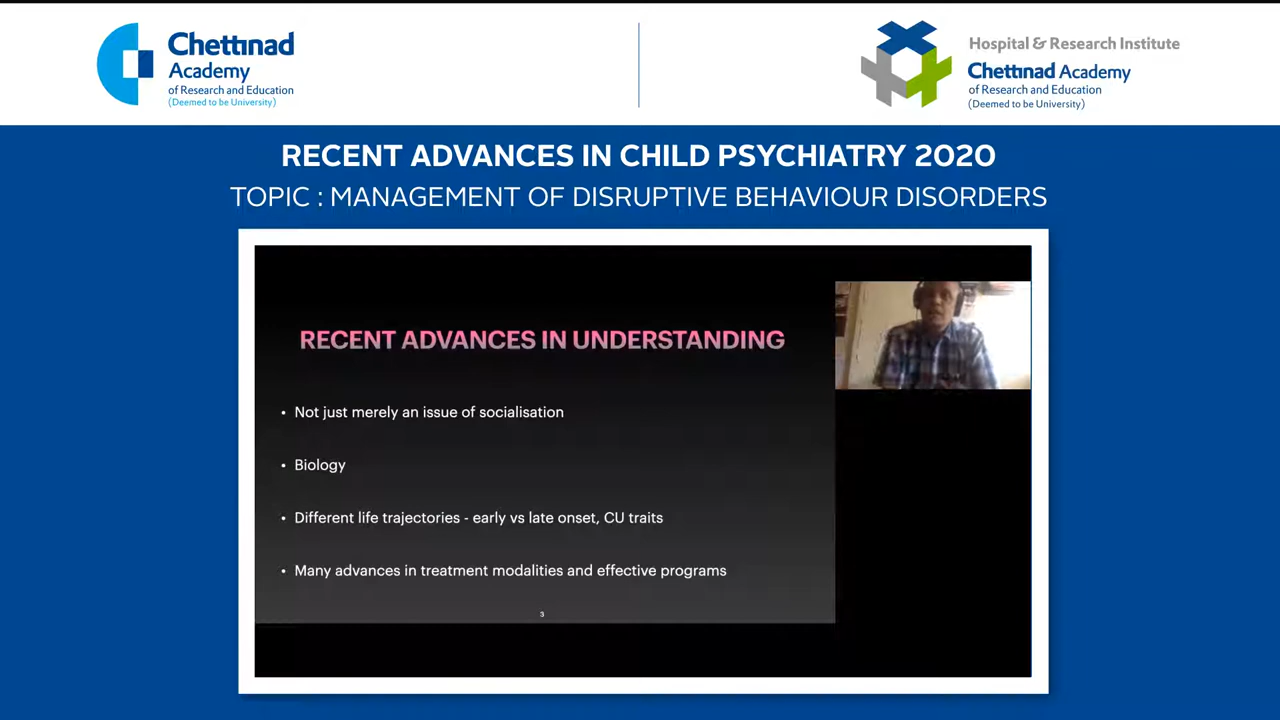 Chettinad
Academy
of Research and Education
(Deemed to be University)
Hospital & Research Institute
Chettinad Academy
of Research and Education
(Deemed to be University)
RECENT ADVANCES IN CHILD PSYCHIATRY 2020
TOPIC : MANAGEMENT OF DISRUPTIVE BEHAVIOUR DISORDERS
RECENT ADVANCES IN UNDERSTANDING
• Not just merely an issue of socialisation
• Biology
• Different life trajectories - early vs late onset, CU traits
• Many advances in treatment modalities and effective programs
3